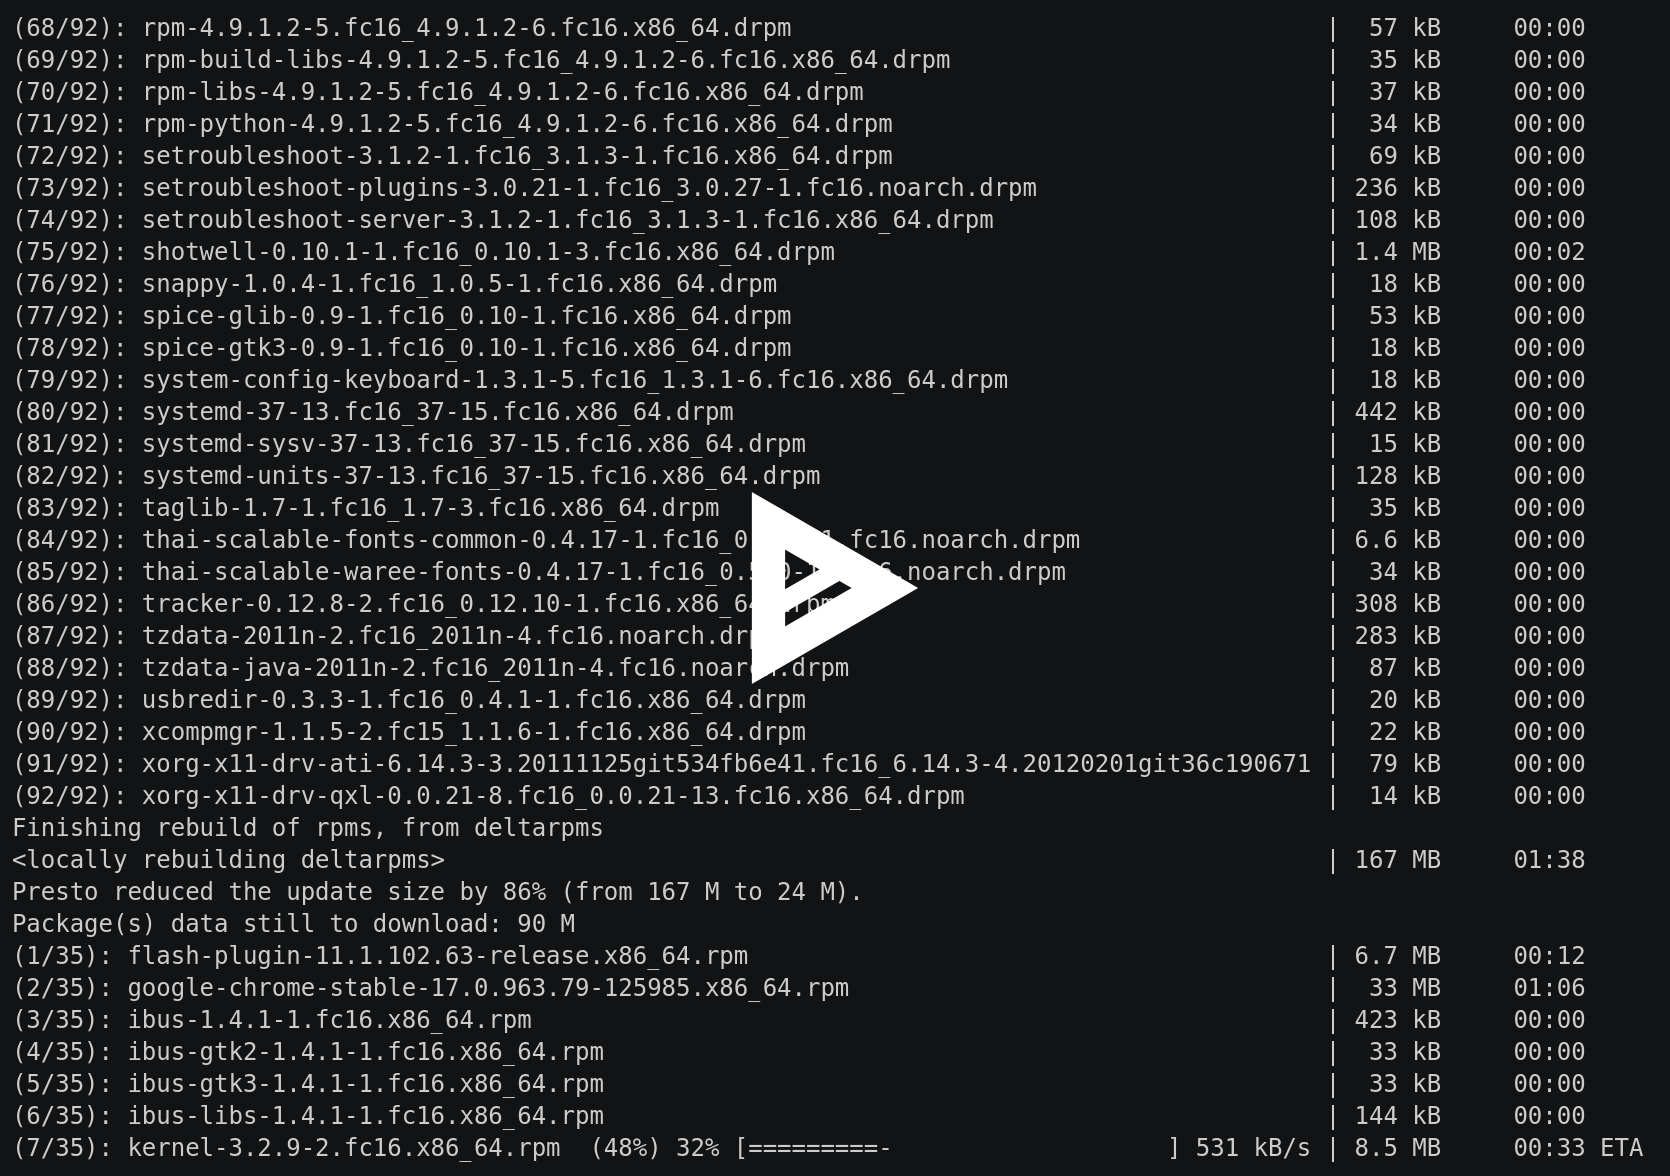 (68/92): rpm-4.9.1.2-5.fc16_4.9.1.2-6.fc16.x86_64.drpm | 57 kB 00:00
(69/92): rpm-build-libs-4.9.1.2-5.fc16_4.9.1.2-6.fc16.x86_64.drpm | 35 kB 00:00
(70/92): rpm-libs-4.9.1.2-5.fc16_4.9.1.2-6.fc16.x86_64.drpm | 37 kB 00:00
(71/92): rpm-python-4.9.1.2-5.fc16_4.9.1.2-6.fc16.x86_64.drpm | 34 kB 00:00
(72/92): setroubleshoot-3.1.2-1.fc16_3.1.3-1.fc16.x86_64.drpm | 69 kB 00:00
(73/92): setroubleshoot-plugins-3.0.21-1.fc16_3.0.27-1.fc16.noarch.drpm | 236 kB 00:00
(74/92): setroubleshoot-server-3.1.2-1.fc16_3.1.3-1.fc16.x86_64.drpm | 108 kB 00:00
(75/92): shotwell-0.10.1-1.fc16_0.10.1-3.fc16.x86_64.drpm | 1.4 MB 00:02
(76/92): snappy-1.0.4-1.fc16_1.0.5-1.fc16.x86_64.drpm | 18 kB 00:00
(77/92): spice-glib-0.9-1.fc16_0.10-1.fc16.x86_64.drpm | 53 kB 00:00
(78/92): spice-gtk3-0.9-1.fc16_0.10-1.fc16.x86_64.drpm | 18 kB 00:00
(79/92): system-config-keyboard-1.3.1-5.fc16_1.3.1-6.fc16.x86_64.drpm | 18 kB 00:00
(80/92): systemd-37-13.fc16_37-15.fc16.x86_64.drpm | 442 kB 00:00
(81/92): systemd-sysv-37-13.fc16_37-15.fc16.x86_64.drpm | 15 kB 00:00
(82/92): systemd-units-37-13.fc16_37-15.fc16.x86_64.drpm | 128 kB 00:00
(83/92): taglib-1.7-1.fc16_1.7-3.fc16.x86_64.drpm | 35 kB 00:00
(84/92): | 6.6 kB 00:00
(85/92): | 34 kB 00:00
(86/92): tracker-0.12.8-2.fc16_0.12.10-1.fc16.x86_64.drpm | 308 kB 00:00
(87/92): tzdata-2011n-2.fc16_2011n-4.fc16.noarch.drpm | 283 kB 00:00
(88/92): tzdata-java-2011n-2.fc16_2011n-4.fc16.noarch.drpm | 87 kB 00:00
(89/92): usbredir-0.3.3-1.fc16_0.4.1-1.fc16.x86_64.drpm | 20 kB 00:00
(90/92): xcompmgr-1.1.5-2.fc15_1.1.6-1.fc16.x86_64.drpm | 22 kB 00:00
(91/92): xorg-x11-drv-ati-6.14.3-3.20111125git534fb6e41.fc16_6.14.3-4.20120201git36c190671 | 79 kB 00:00
(92/92): xorg-x11-drv-qxl-0.0.21-8.fc16_0.0.21-13.fc16.x86_64.drpm | 14 kB 00:00
Finishing rebuild of rpms, from deltarpms
<locally rebuilding deltarpms> | 167 MB 01:38
Presto reduced the update size by 86% (from 167 M to 24 M).
Package(s) data still to download: 90 M
(1/35): flash-plugin-11.1.102.63-release.x86_64.rpm | 6.7 MB 00:12
(2/35): google-chrome-stable-17.0.963.79-125985.x86_64.rpm | 33 MB 01:06
(3/35): ibus-1.4.1-1.fc16.x86_64.rpm | 423 kB 00:00
(4/35): ibus-gtk2-1.4.1-1.fc16.x86_64.rpm | 33 kB 00:00
(5/35): ibus-gtk3-1.4.1-1.fc16.x86_64.rpm | 33 kB 00:00
(6/35): ibus-libs-1.4.1-1.fc16.x86_64.rpm | 144 kB 00:00
(7/35): kernel-3.2.9-2.fc16.x86_64.rpm (48%) 32% [=========- ] 531 kB/s | 8.5 MB 00:33 ETA